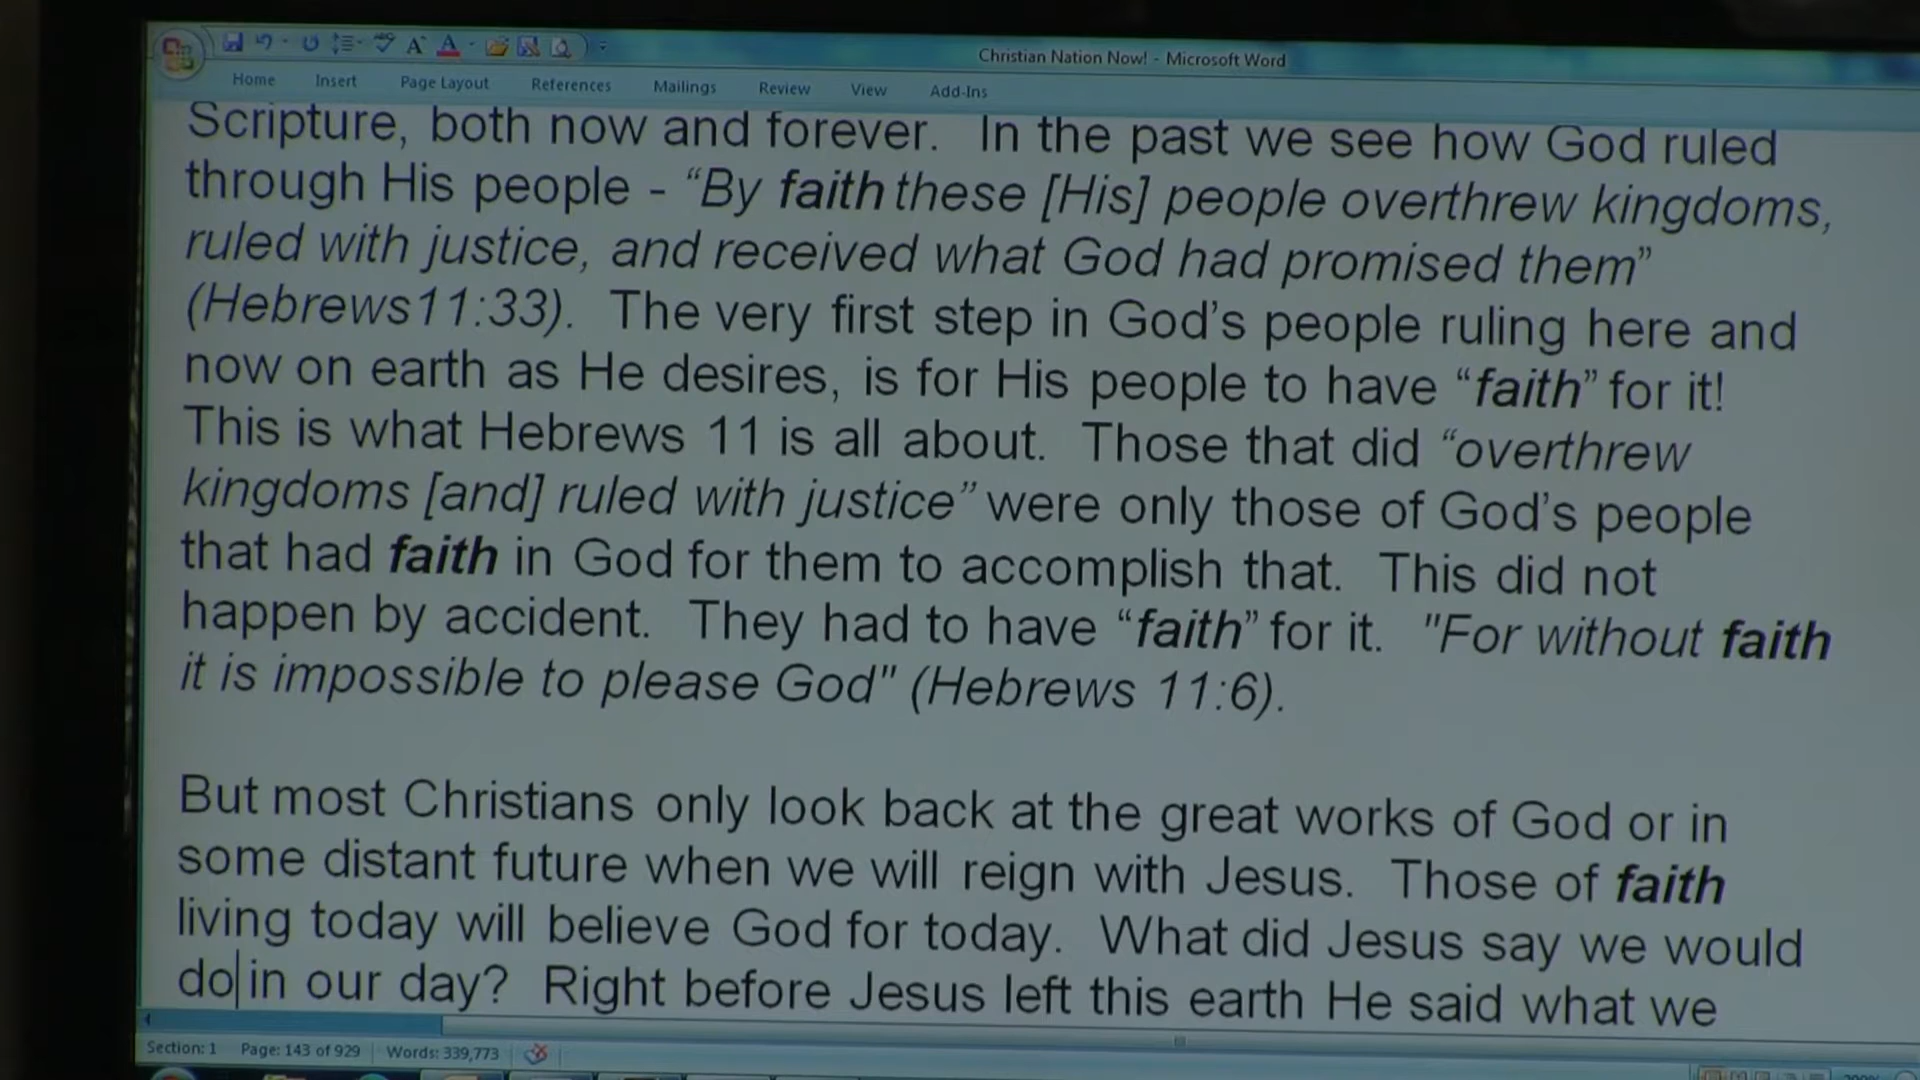 Christian Nation Now! - Microsoft Word
Home Insert Page Layout References Mailings Review View Add-Ins
Scripture, both now and forever. In the past we see how God ruled
through His people - “By faith these [His] people overthrew kingdoms,
ruled with justice, and received what God had promised them”
(Hebrews11:33). The very first step in God’s people ruling here and
now on earth as He desires, is for His people to have “faith” for it!
This is what Hebrews 11 is all about. Those that did “overthrew
kingdoms [and] ruled with justice” were only those of God’s people
that had faith in God for them to accomplish that. This did not
happen by accident. They had to have “faith” for it. "For without faith
it is impossible to please God" (Hebrews 11:6).
But most Christians only look back at the great works of God or in
some distant future when we will reign with Jesus. Those of faith
living today will believe God for today. What did Jesus say we would
do in our day? Right before Jesus left this earth He said what we
Section: 1 Page: 143 of 929 Words: 339,773